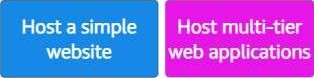 Host a simple
website
Host multi-tier
web applications